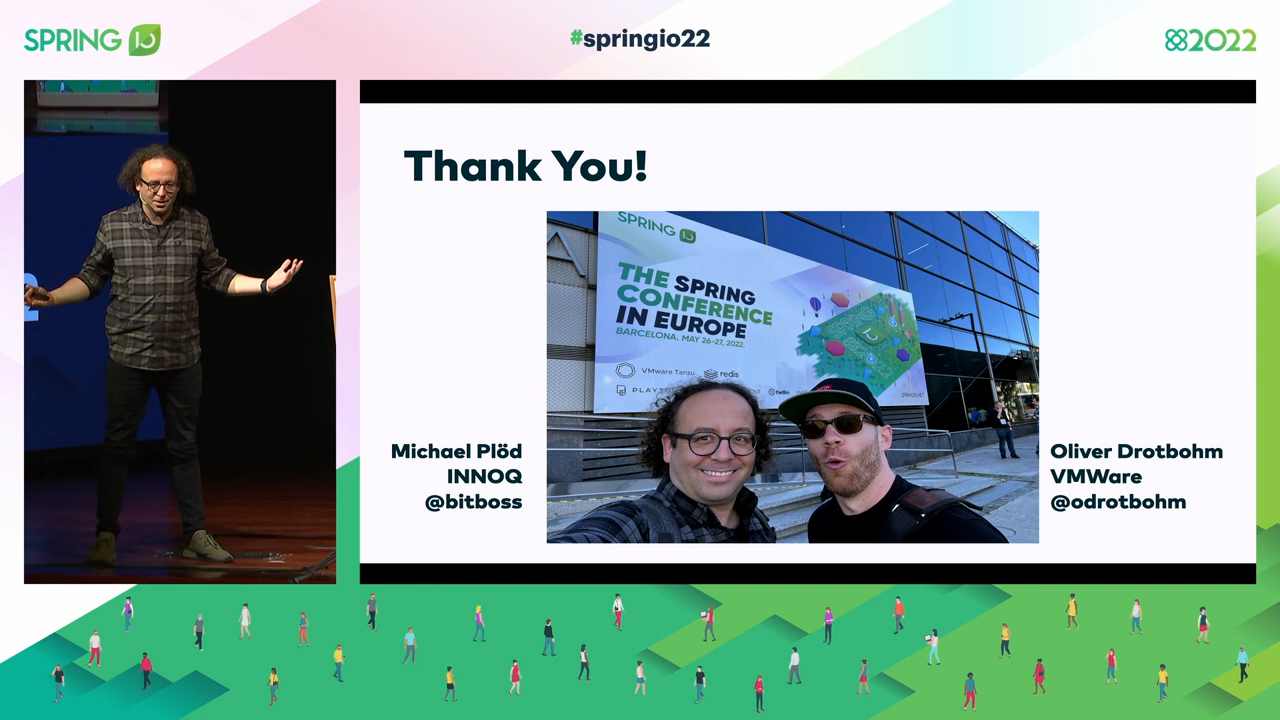 SPRING IO
#springio22
2022
Thank You!
SPRING IO
THE SPRING
CONFERENCE
IN EUROPE
BARCELONA. MAY 26-27, 2022.
VMware Tanzu
redis
twilio
Michael Plöd
INNOQ
@bitboss
Oliver Drotbohm
VMWare
@odrotbohm